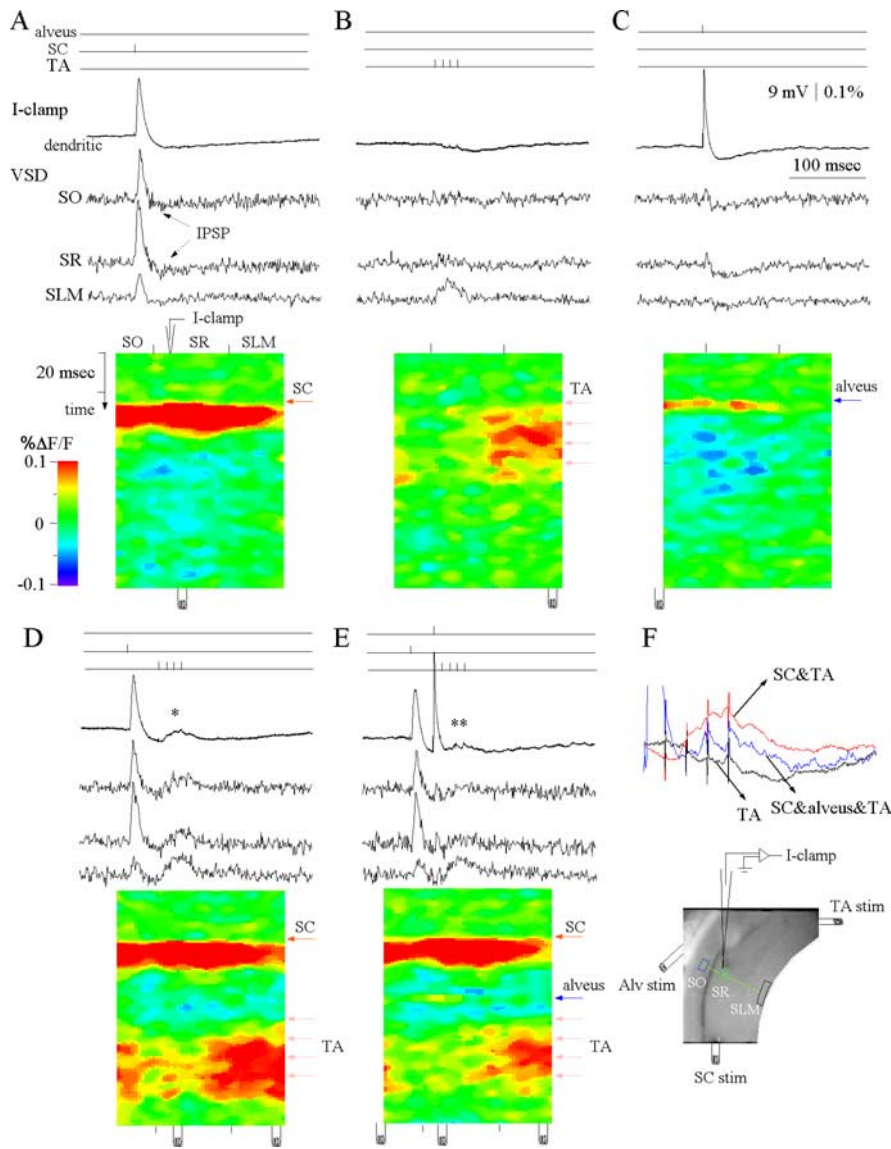 A
B
C
alveus
SC
TA
I-clamp
dendritic
9 mV | 0.1%
100 msec
VSD
SO
IPSP
SR
SLM
I-clamp
SO SR SLM
20 msec
time
SC
TA
alveus
%ΔF/F
0.1
0
-0.1
D
E
F
*
**
SC&TA
TA
SC&alveus&TA
I-clamp
SC
SC
TA stim
alveus
SO
SR
SLM
Alv stim
TA
TA
SC stim